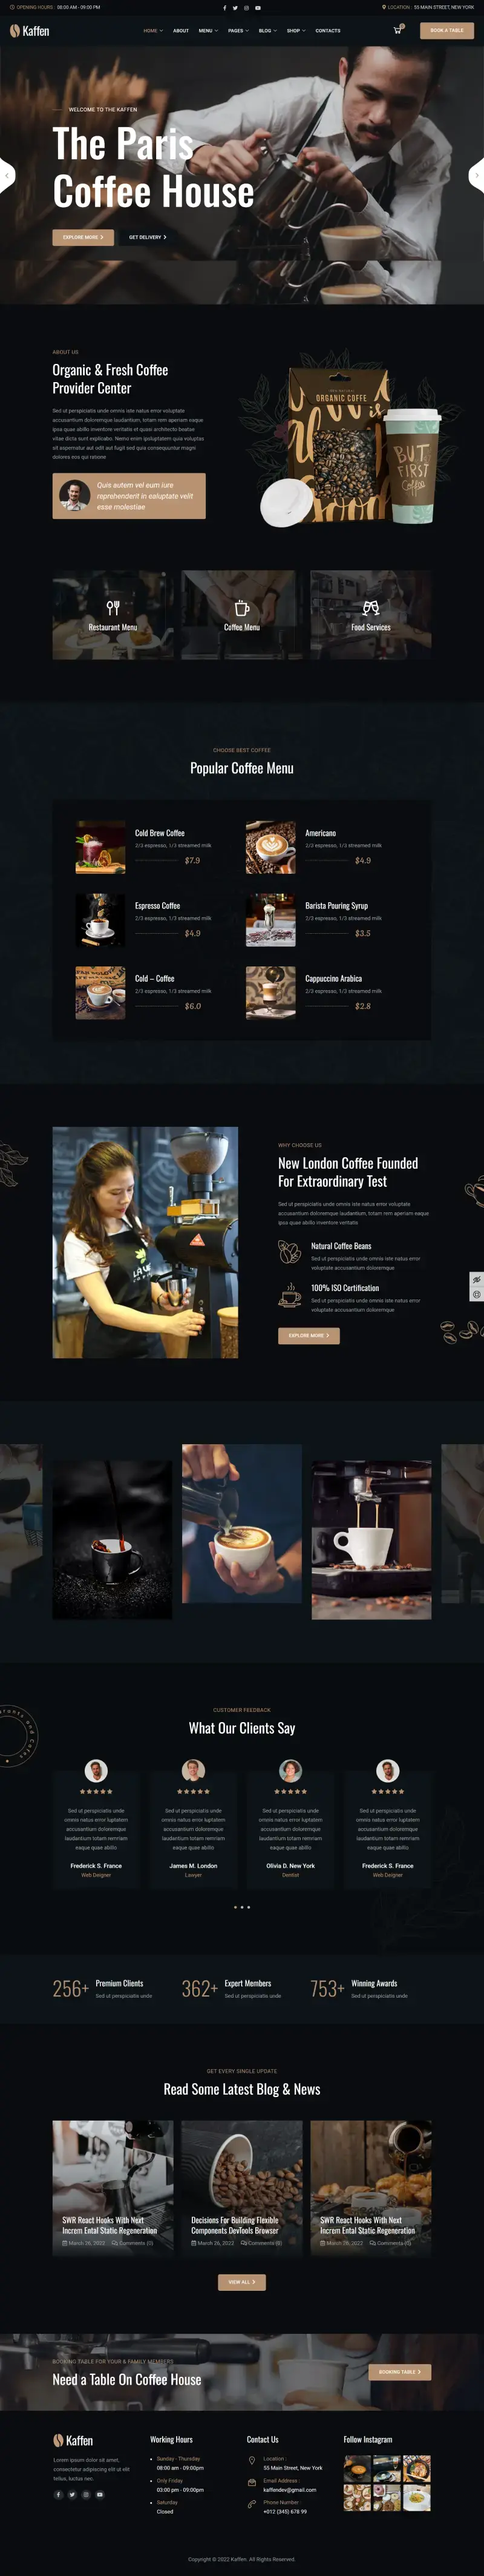 OPENING HOURS: 08:00 AM - 09:00 PM
LOCATION : 55 MAIN STREET, NEW YORK
Kaffen
HOME ABOUT MENU PAGES BLOG SHOP CONTACTS
BOOK A TABLE
WELCOME TO THE KAFFEN
The Paris
Coffee House
EXPLORE MORE
GET DELIVERY
ABOUT US
Organic & Fresh Coffee
Provider Center
Sed ut perspiciatis unde omnis iste natus error voluptate
accusantium doloremque laudantium, totam rem aperiam eaque
ipsa quae abillo inventore veritatis et quasi architecto beatae
vitae dicta sunt explicabo. Nemo enim ipsoluptatem quia voluptas
sit aspernatur aut odit aut fugit sed quia consequuntur magni
dolores eos qui ratione
Quis autem vel eum iure
reprehenderit in ealuptate velit
esse molestiae
ORGANIC COFFEE
BUT
FIRST
Coffee
Restaurant Menu
Coffee Menu
Food Services
CHOOSE BEST COFFEE
Popular Coffee Menu
Cold Brew Coffee
2/3 espresso, 1/3 streamed milk
$7.9
Americano
2/3 espresso, 1/3 streamed milk
$4.9
Espresso Coffee
2/3 espresso, 1/3 streamed milk
$4.9
Barista Pouring Syrup
2/3 espresso, 1/3 streamed milk
$3.5
Cold – Coffee
2/3 espresso, 1/3 streamed milk
$6.0
Cappuccino Arabica
2/3 espresso, 1/3 streamed milk
$2.8
WHY CHOOSE US
New London Coffee Founded
For Extraordinary Test
Sed ut perspiciatis unde omnis iste natus error voluptate
accusantium doloremque laudantium, totam rem aperiam eaque
ipsa quae abillo inventore veritatis
Natural Coffee Beans
Sed ut perspiciatis unde omnis iste natus error
voluptate accusantium doloremque
100% ISO Certification
Sed ut perspiciatis unde omnis iste natus error
voluptate accusantium doloremque
EXPLORE MORE
CUSTOMER FEEDBACK
What Our Clients Say
Sed ut perspiciatis unde
omnis natus error luptatem
accusantium doloremque
laudantium totam remriam
eaque quae abillo
Frederick S. France
Web Deigner
Sed ut perspiciatis unde
omnis natus error luptatem
accusantium doloremque
laudantium totam remriam
eaque quae abillo
James M. London
Lawyer
Sed ut perspiciatis unde
omnis natus error luptatem
accusantium doloremque
laudantium totam remriam
eaque quae abillo
Olivia D. New York
Dentist
Sed ut perspiciatis unde
omnis natus error luptatem
accusantium doloremque
laudantium totam remriam
eaque quae abillo
Frederick S. France
Web Deigner
256+
Premium Clients
Sed ut perspiciatis unde
362+
Expert Members
Sed ut perspiciatis unde
753+
Winning Awards
Sed ut perspiciatis unde
GET EVERY SINGLE UPDATE
Read Some Latest Blog & News
SWR React Hooks With Next
Increm Ental Static Regeneration
March 26, 2022 Comments (0)
Decisions For Building Flexible
Components DevTools Browser
March 26, 2022 Comments (0)
SWR React Hooks With Next
Increm Ental Static Regeneration
March 26, 2022 Comments (0)
VIEW ALL
BOOKING TABLE FOR YOUR & FAMILY MEMBERS
Need a Table On Coffee House
BOOKING TABLE
Kaffen
Lorem ipsum dolor sit amet,
consectetur adipiscing elit ut elit
tellus, luctus nec.
Working Hours
Sunday - Thursday
08:00 am - 09:00pm
Only Friday
03:00 pm - 09:00pm
Saturday
Closed
Contact Us
Location :
55 Main Street, New York
Email Address :
kaffendev@gmail.com
Phone Number :
+012 (345) 678 99
Follow Instagram
Copyright © 2022 Kaffen. All Rights Reserved.